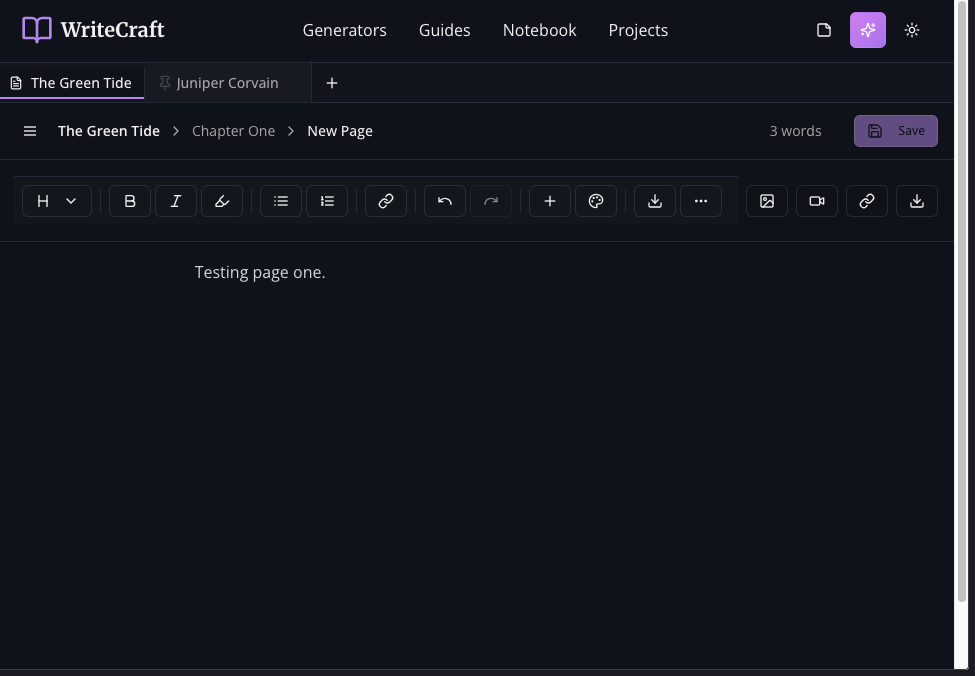 WriteCraft
Generators Guides Notebook Projects
The Green Tide Juniper Corvain +
The Green Tide > Chapter One > New Page 3 words Save
H B I
Testing page one.